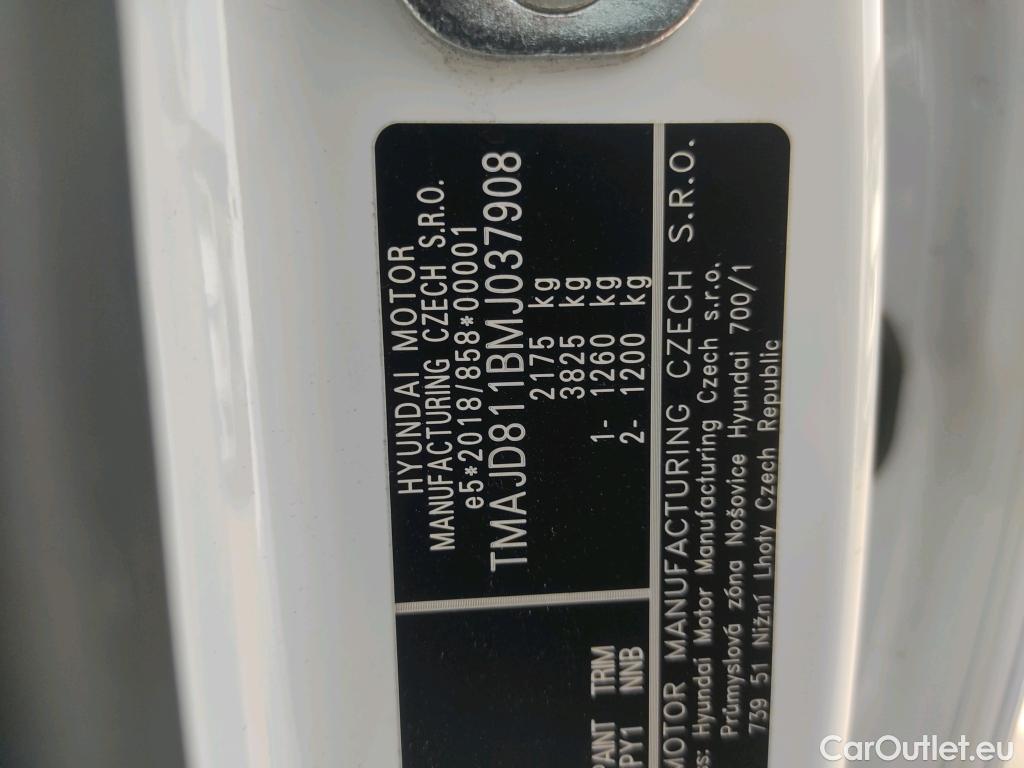 HYUNDAI MOTOR
MANUFACTURING CZECH S.R.O.
e5*2018/858*00001
TMAJD811BMJ037908
2175 kg
3825 kg
1- 1260 kg
2- 1200 kg
PAINT TRIM
PY1 NNB
MOTOR MANUFACTURING CZECH S.R.O.
ss: Hyundai Motor Manufacturing Czech s.r.o.
Průmyslová zóna Nošovice Hyundai 700/1
739 51 Nižní Lhoty Czech Republic
CarOutlet.eu